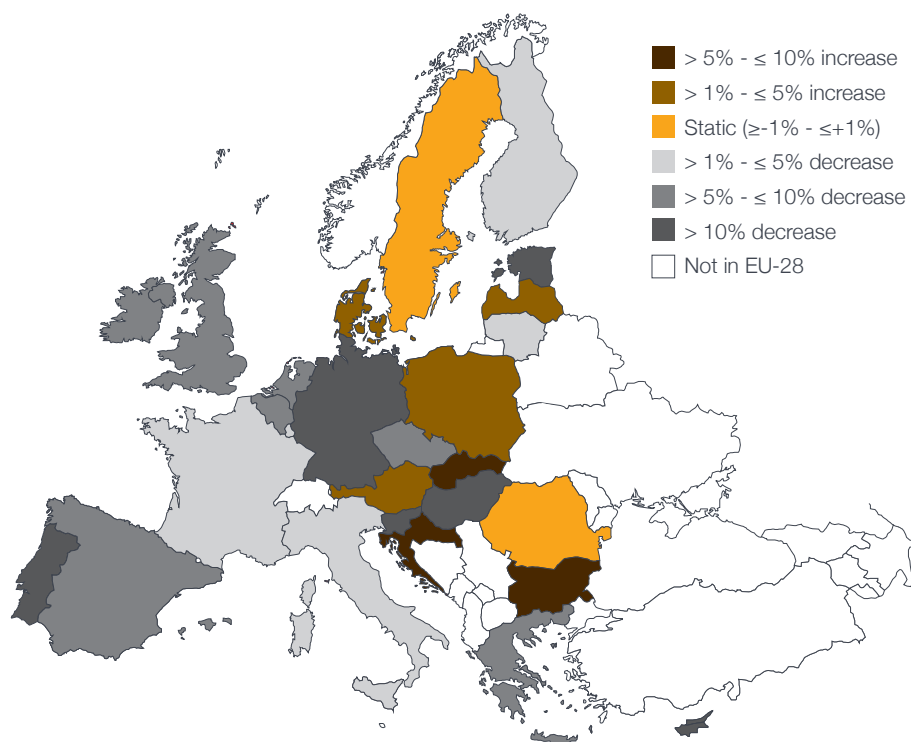 > 5% - ≤ 10% increase
> 1% - ≤ 5% increase
Static (≥-1% - ≤+1%)
> 1% - ≤ 5% decrease
> 5% - ≤ 10% decrease
> 10% decrease
Not in EU-28